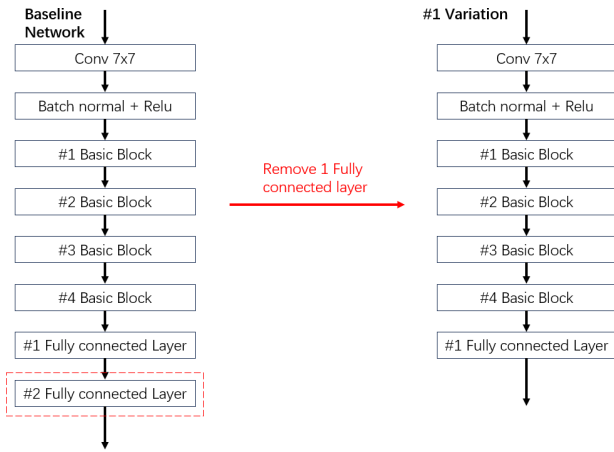 Baseline
Network
Conv 7x7
Batch normal + Relu
#1 Basic Block
#2 Basic Block
#3 Basic Block
#4 Basic Block
#1 Fully connected Layer
#2 Fully connected Layer
Remove 1 Fully
connected layer
#1 Variation
Conv 7x7
Batch normal + Relu
#1 Basic Block
#2 Basic Block
#3 Basic Block
#4 Basic Block
#1 Fully connected Layer